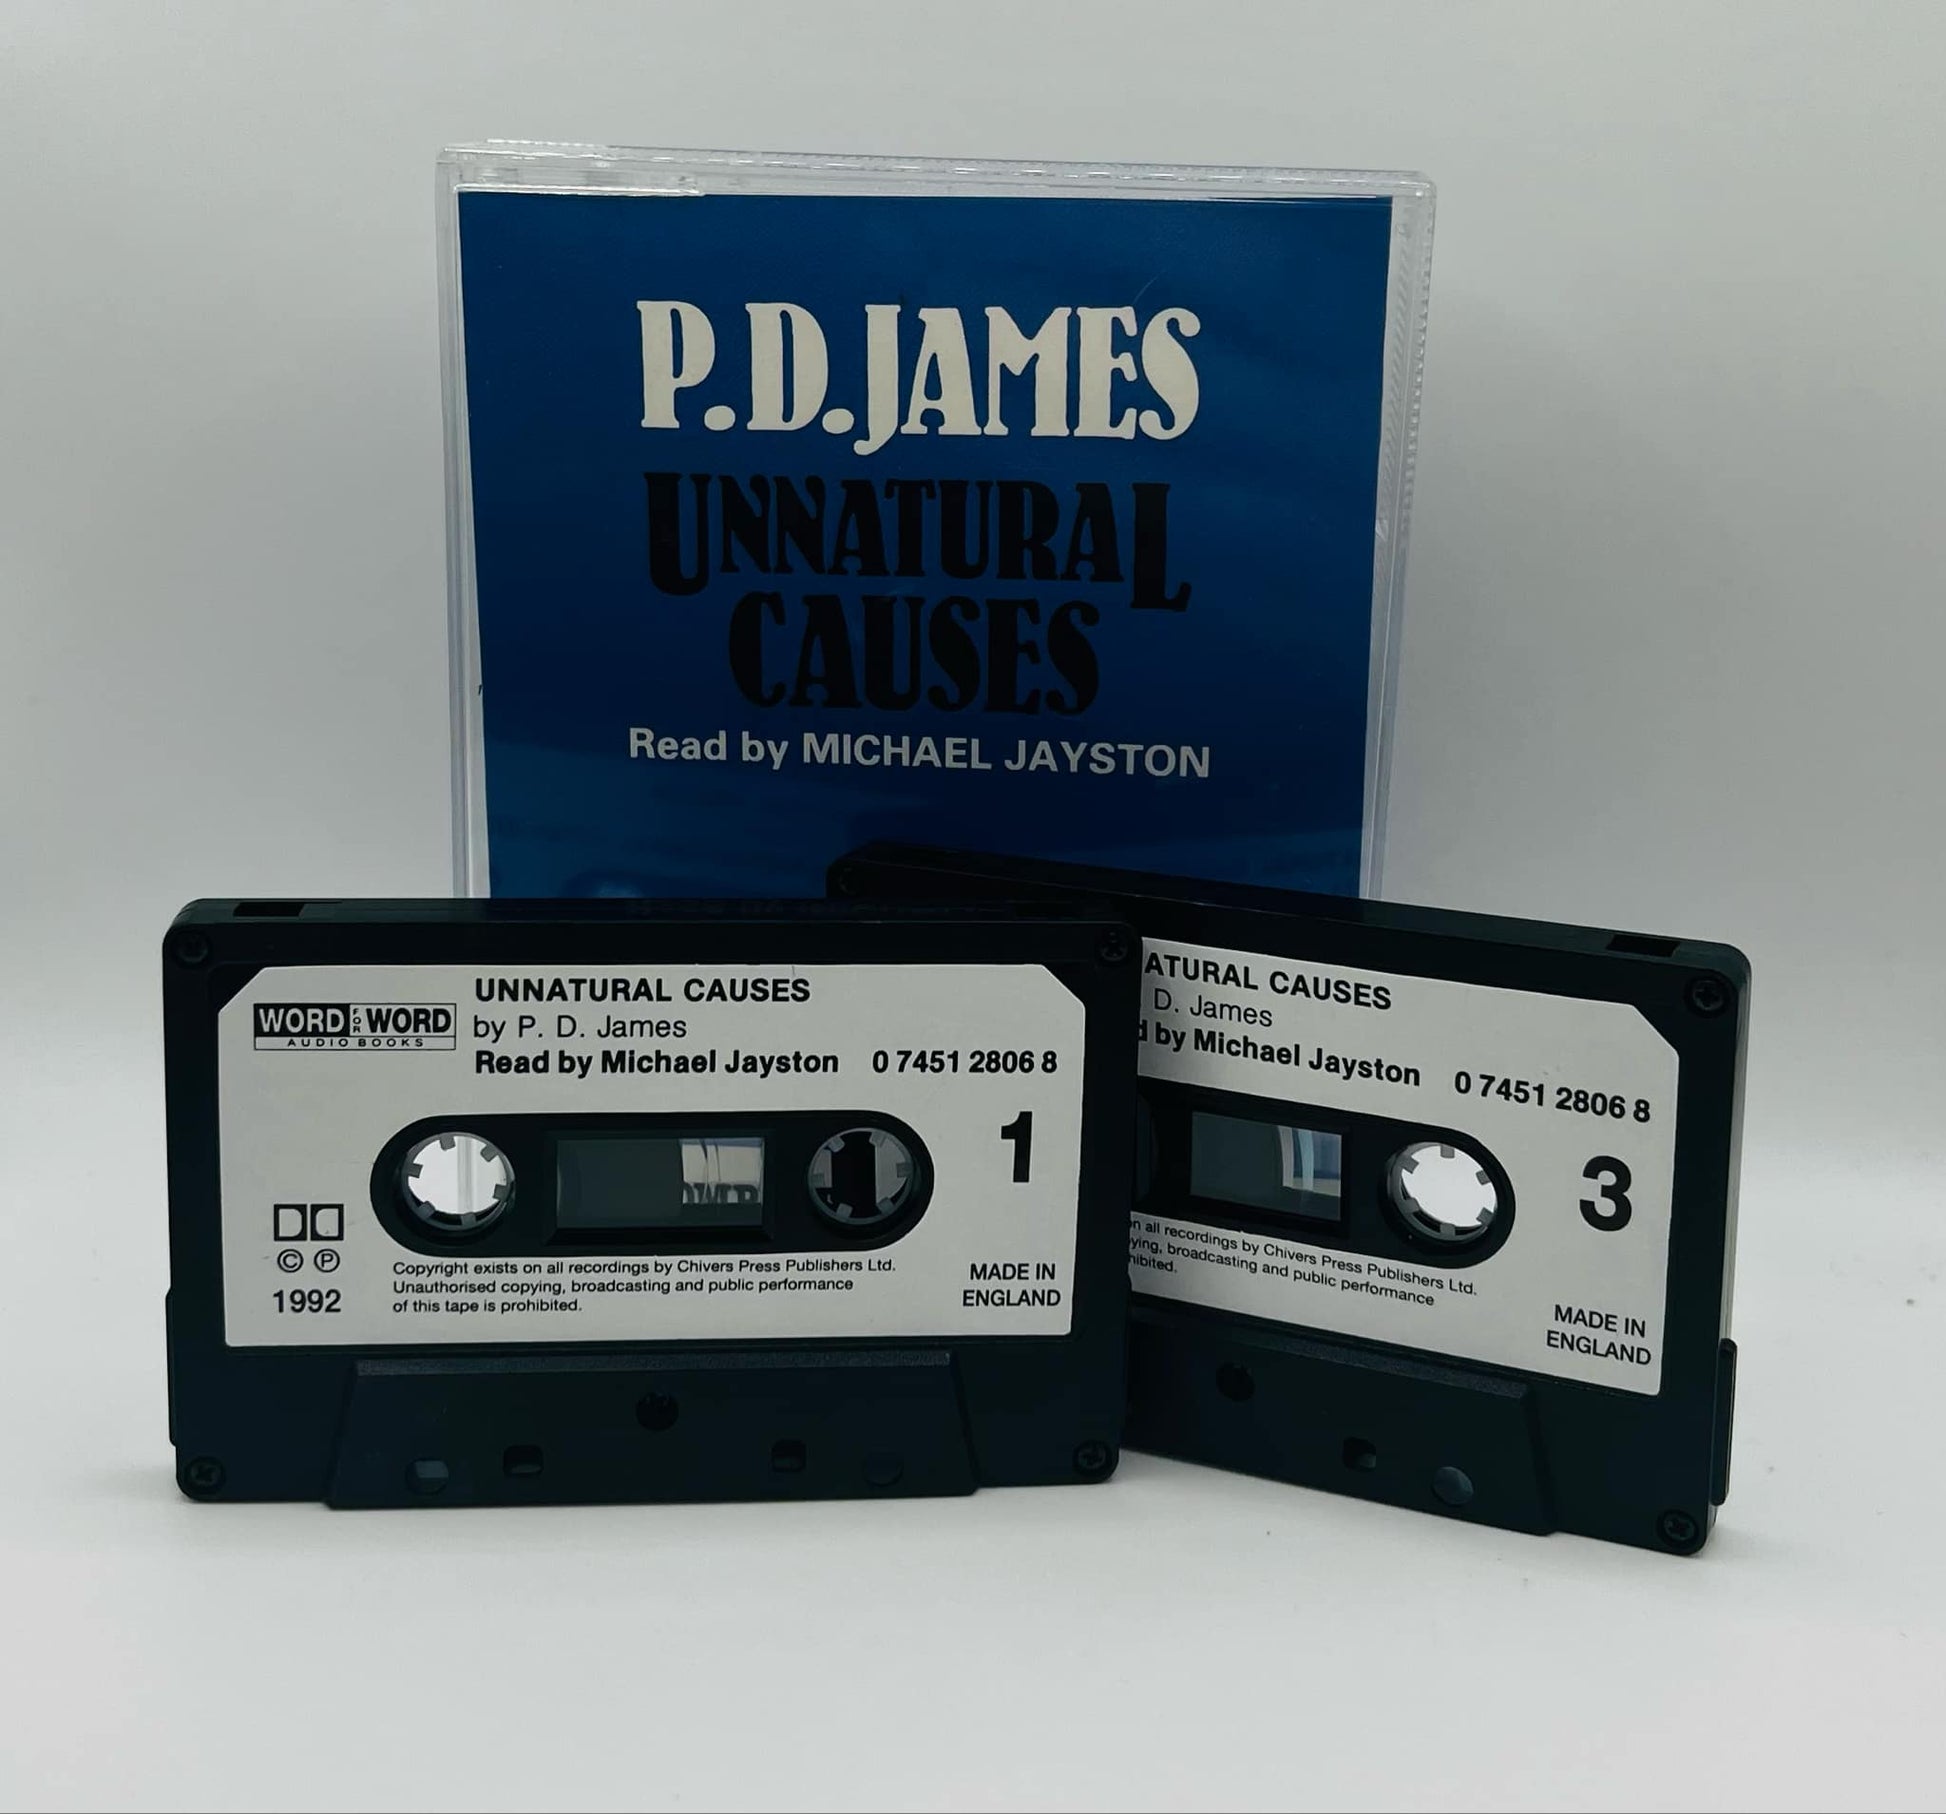 P.D.JAMES
UNNATURAL
CAUSES
Read by MICHAEL JAYSTON
WORD FOR WORD
AUDIO BOOKS
UNNATURAL CAUSES
by P. D. James
Read by Michael Jayston 0 7451 2806 8
1
© ℗
1992
Copyright exists on all recordings by Chivers Press Publishers Ltd.
Unauthorised copying, broadcasting and public performance
of this tape is prohibited.
MADE IN
ENGLAND
ATURAL CAUSES
D. James
d by Michael Jayston 0 7451 2806 8
3
n all recordings by Chivers Press Publishers Ltd.
ying, broadcasting and public performance
hibited.
MADE IN
ENGLAND